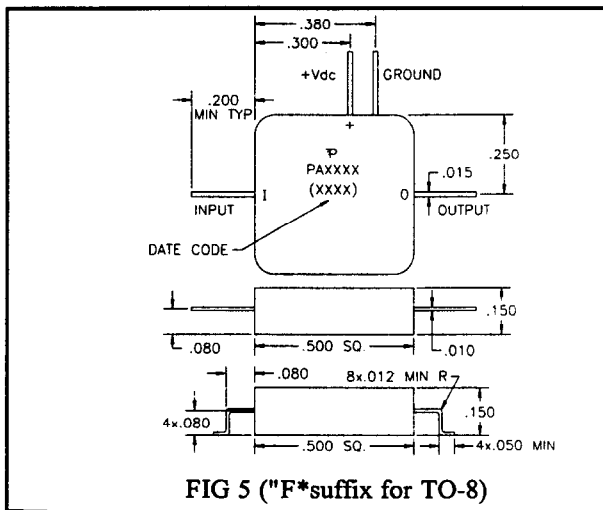 .380
.300
+Vdc
GROUND
.200
MIN TYP
+
PAXXXX
(XXXX)
.250
.015
I
O
INPUT
OUTPUT
DATE CODE
.150
.080
.500 SQ.
.010
.080
8x.012 MIN R
4x.080
.150
.500 SQ.
4x.050 MIN
FIG 5 ("F*suffix for TO-8)